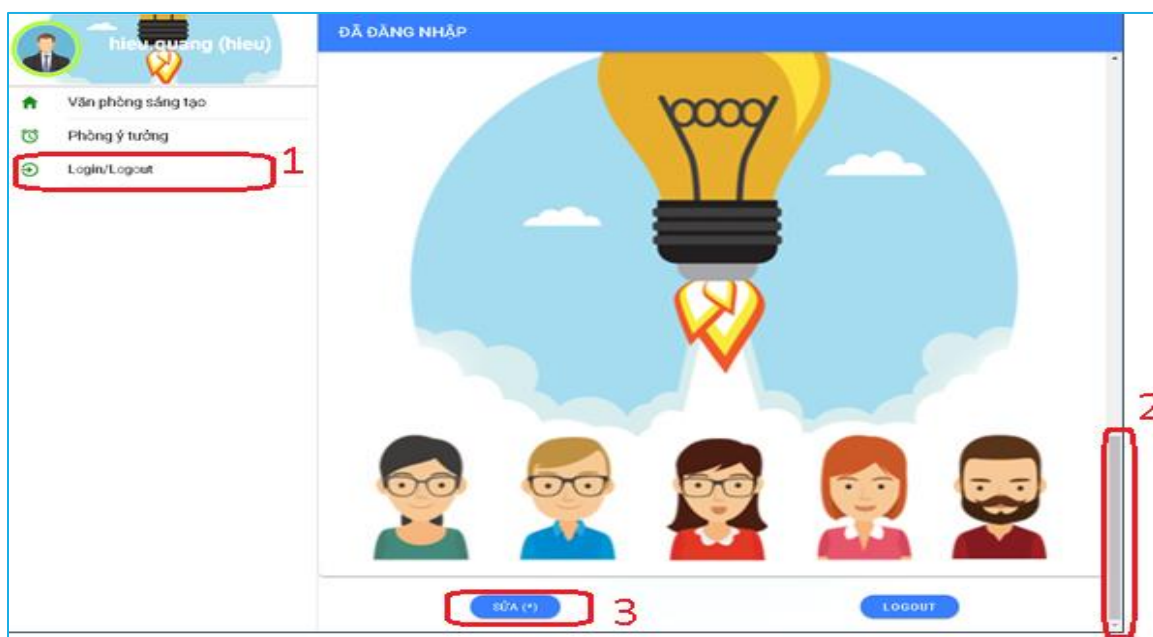 hieu.quang (hieu)
Văn phòng sáng tạo
Phòng ý tưởng
Login/Logout
1
ĐÃ ĐĂNG NHẬP
2
SỬA (*)
3
LOGOUT